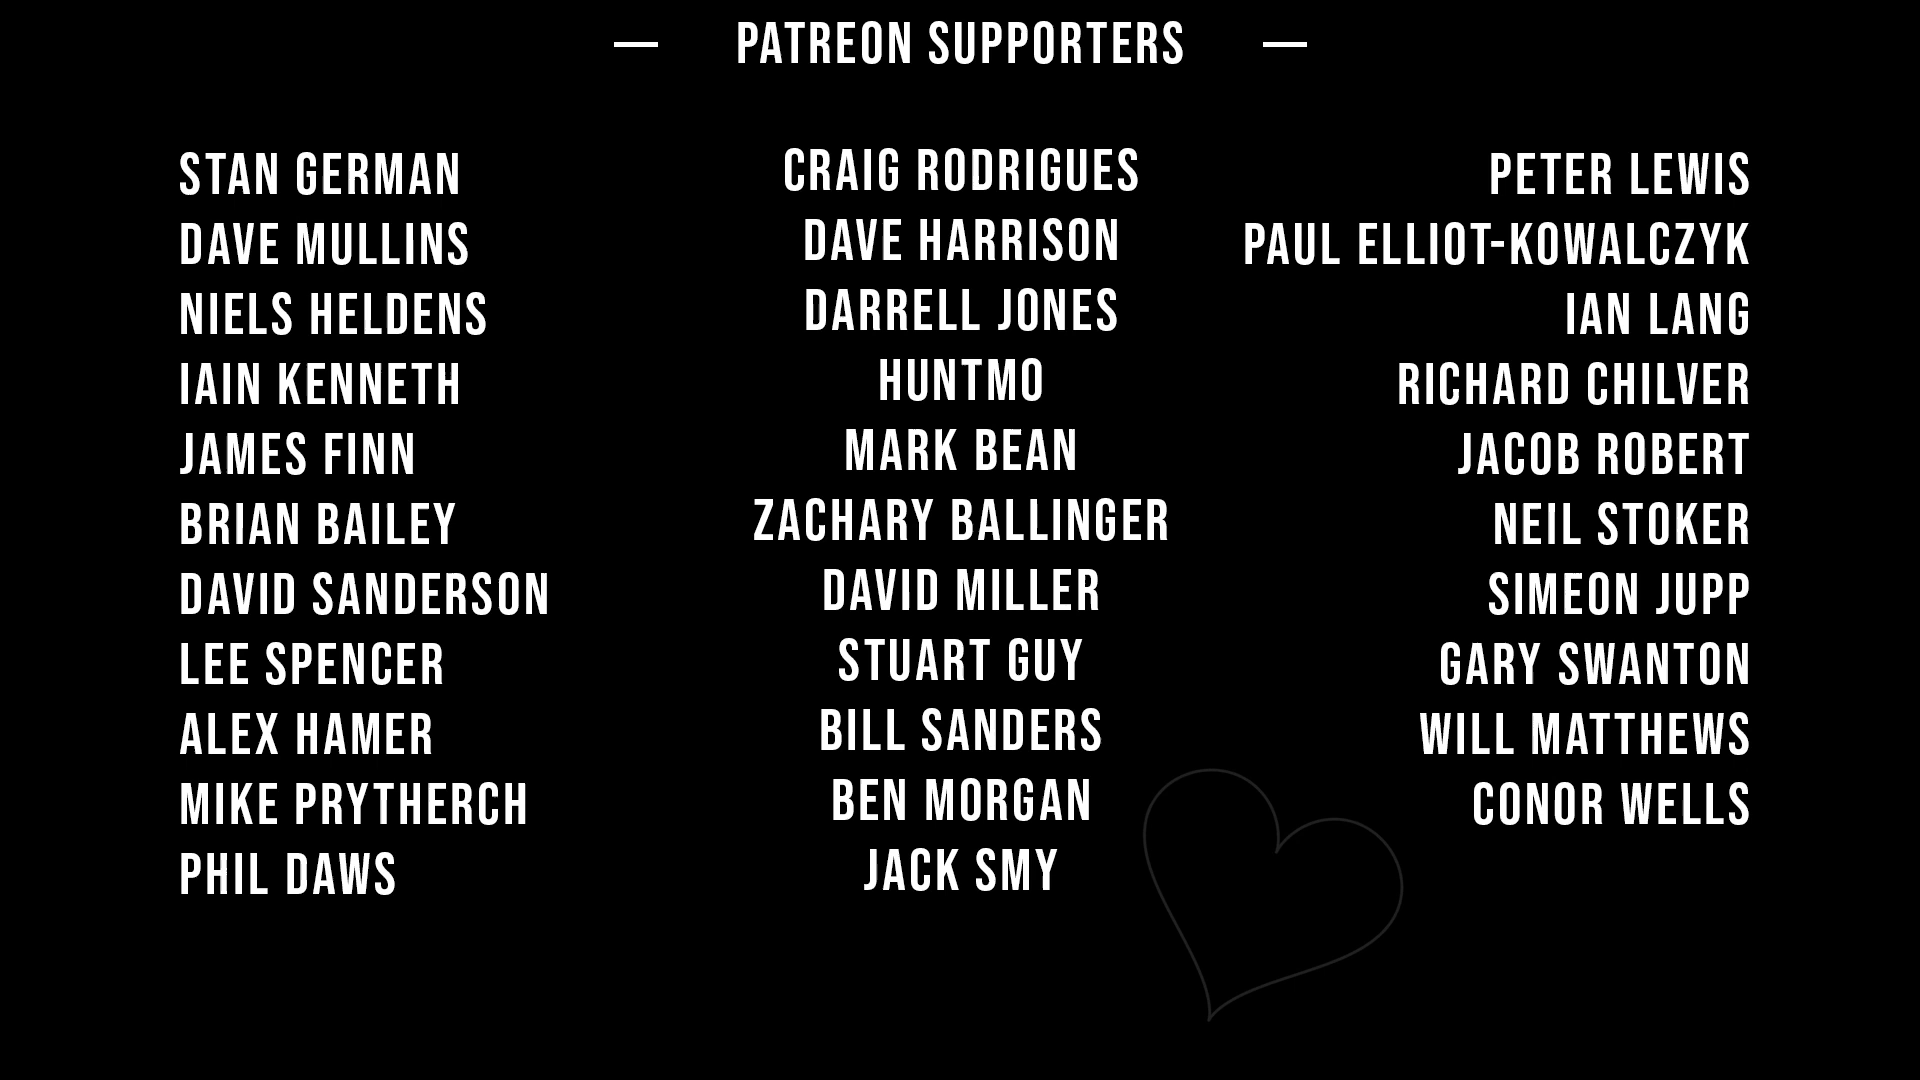 — PATREON SUPPORTERS —
STAN GERMAN
DAVE MULLINS
NIELS HELDENS
IAIN KENNETH
JAMES FINN
BRIAN BAILEY
DAVID SANDERSON
LEE SPENCER
ALEX HAMER
MIKE PRYTHERCH
PHIL DAWS
CRAIG RODRIGUES
DAVE HARRISON
DARRELL JONES
HUNTMO
MARK BEAN
ZACHARY BALLINGER
DAVID MILLER
STUART GUY
BILL SANDERS
BEN MORGAN
JACK SMY
PETER LEWIS
PAUL ELLIOT-KOWALCZYK
IAN LANG
RICHARD CHILVER
JACOB ROBERT
NEIL STOKER
SIMEON JUPP
GARY SWANTON
WILL MATTHEWS
CONOR WELLS